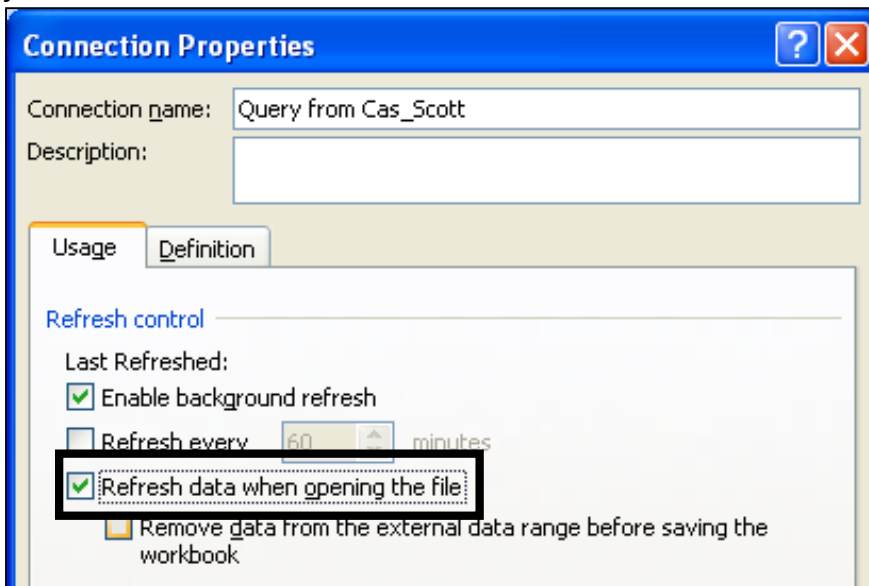 Connection Properties
Connection name: Query from Cas_Scott
Description:
Usage Definition
Refresh control
Last Refreshed:
Enable background refresh
Refresh every 60 minutes
Refresh data when opening the file
Remove data from the external data range before saving the
workbook